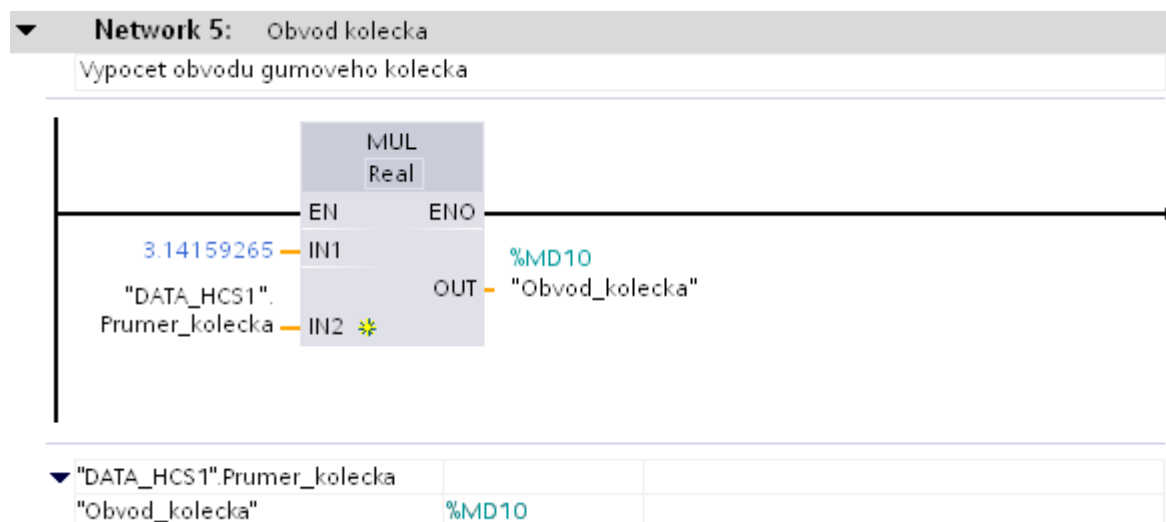 Network 5: Obvod kolecka
Vypocet obvodu gumoveho kolecka
MUL
Real
EN ENO
3.14159265 IN1
%MD10
"DATA_HCS1". OUT "Obvod_kolecka"
Prumer_kolecka IN2
"DATA_HCS1".Prumer_kolecka
"Obvod_kolecka" %MD10